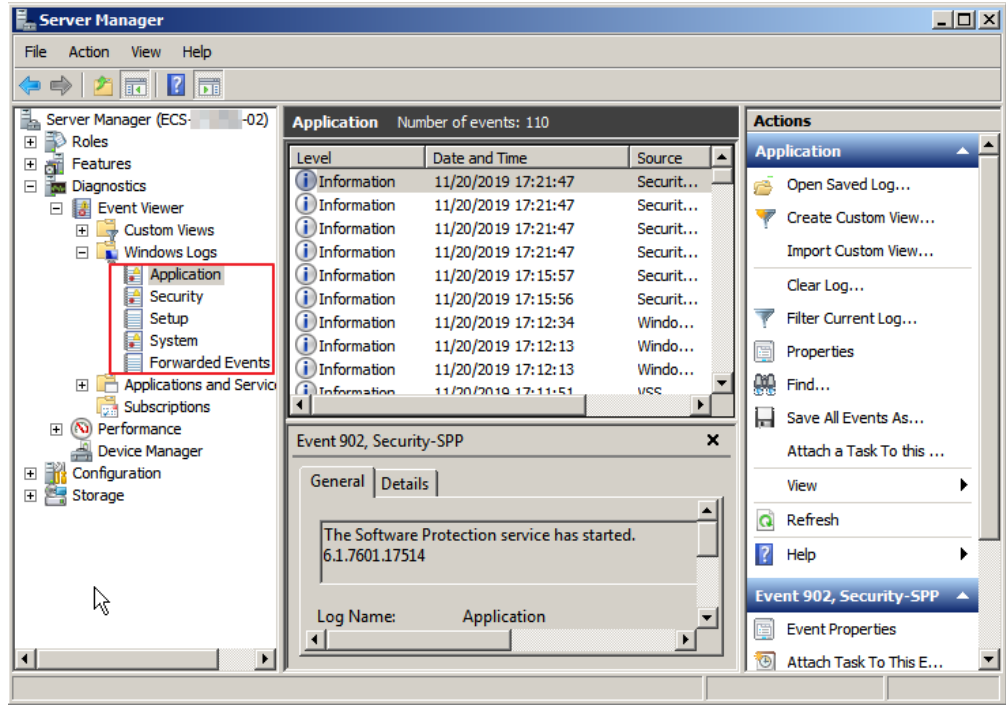 Server Manager
File Action View Help
Server Manager (ECS- -02)
Roles
Features
Diagnostics
Event Viewer
Custom Views
Windows Logs
Application
Security
Setup
System
Forwarded Events
Applications and Servic
Subscriptions
Performance
Device Manager
Configuration
Storage
Application Number of events: 110
Level Date and Time Source
Information 11/20/2019 17:21:47 Securit...
Information 11/20/2019 17:21:47 Securit...
Information 11/20/2019 17:21:47 Securit...
Information 11/20/2019 17:21:47 Securit...
Information 11/20/2019 17:15:57 Securit...
Information 11/20/2019 17:15:56 Securit...
Information 11/20/2019 17:12:34 Windo...
Information 11/20/2019 17:12:13 Windo...
Information 11/20/2019 17:12:13 Windo...
Information 11/20/2019 17:11:51 VSS
Event 902, Security-SPP
General Details
The Software Protection service has started.
6.1.7601.17514
Log Name: Application
Actions
Application
Open Saved Log...
Create Custom View...
Import Custom View...
Clear Log...
Filter Current Log...
Properties
Find...
Save All Events As...
Attach a Task To this ...
View
Refresh
Help
Event 902, Security-SPP
Event Properties
Attach Task To This E...